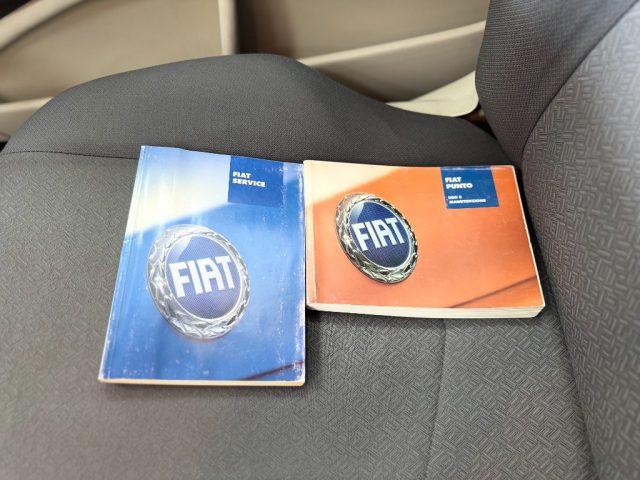 FIAT
SERVICE
FIAT
FIAT
PUNTO
USO E
MANUTENZIONE
FIAT